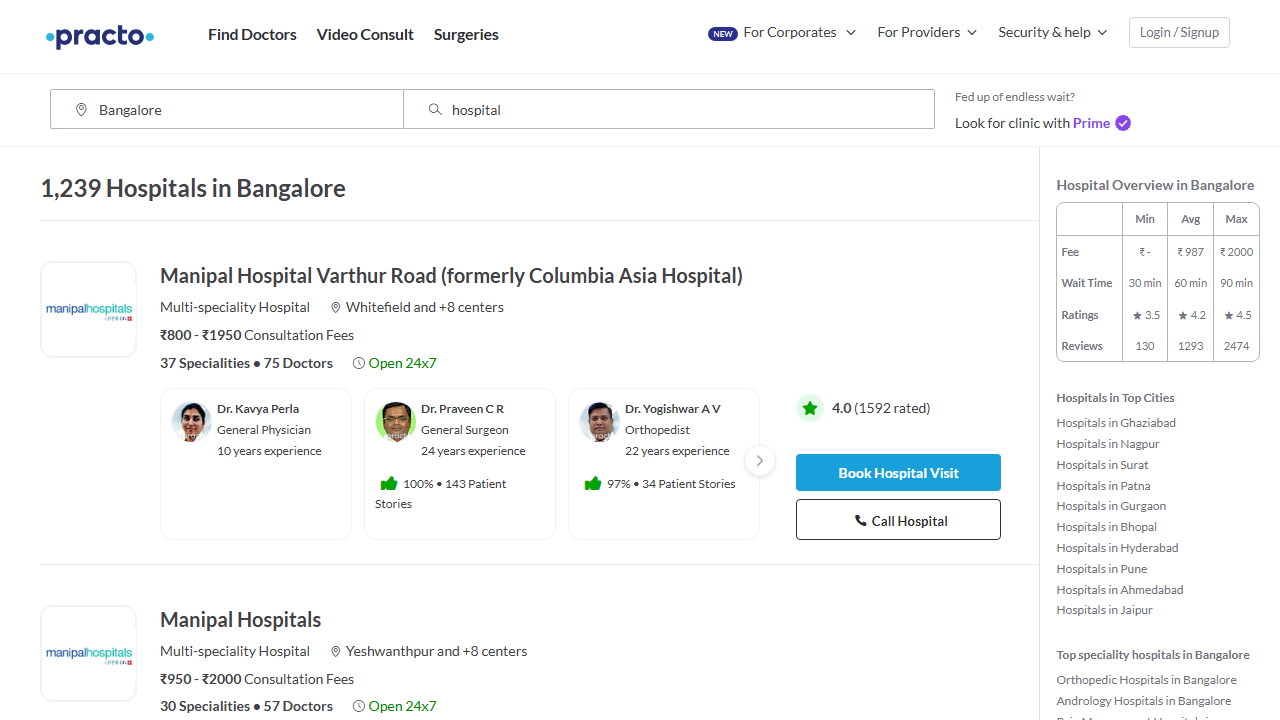 practo
Find Doctors
Video Consult
Surgeries
NEW For Corporates
For Providers
Security & help
Login / Signup
Bangalore
hospital
Fed up of endless wait?
Look for clinic with Prime
1,239 Hospitals in Bangalore
manipalhospitals
LIFE'S ON
Manipal Hospital Varthur Road (formerly Columbia Asia Hospital)
Multi-speciality Hospital
Whitefield and +8 centers
₹800 - ₹1950 Consultation Fees
37 Specialities ● 75 Doctors
Open 24x7
Dr. Kavya Perla
General Physician
10 years experience
Dr. Praveen C R
General Surgeon
24 years experience
100% • 143 Patient
Stories
Dr. Yogishwar A V
Orthopedist
22 years experience
97% • 34 Patient Stories
4.0 (1592 rated)
Book Hospital Visit
Call Hospital
manipalhospitals
LIFE'S ON
Manipal Hospitals
Multi-speciality Hospital
Yeshwanthpur and +8 centers
₹950 - ₹2000 Consultation Fees
30 Specialities ● 57 Doctors
Open 24x7
Hospital Overview in Bangalore
Min Avg Max
Fee ₹ - ₹ 987 ₹ 2000
Wait Time 30 min 60 min 90 min
Ratings ★ 3.5 ★ 4.2 ★ 4.5
Reviews 130 1293 2474
Hospitals in Top Cities
Hospitals in Ghaziabad
Hospitals in Nagpur
Hospitals in Surat
Hospitals in Patna
Hospitals in Gurgaon
Hospitals in Bhopal
Hospitals in Hyderabad
Hospitals in Pune
Hospitals in Ahmedabad
Hospitals in Jaipur
Top speciality hospitals in Bangalore
Orthopedic Hospitals in Bangalore
Andrology Hospitals in Bangalore